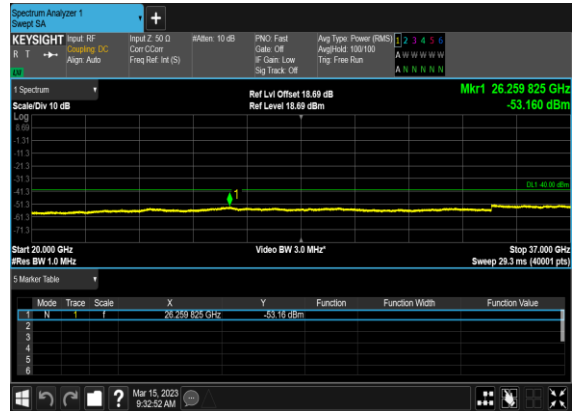 Spectrum Analyzer 1
Swept SA
+
KEYSIGHT Input: RF Input Z: 50 Ω #Atten: 10 dB PNO: Fast Avg Type: Power (RMS) 1 2 3 4 5 6
R T Coupling: DC Corr CCorr Gate: Off Avg|Hold: 100/100 A W W W W W
Align: Auto Freq Ref: Int (S) IF Gain: Low Trig: Free Run
Sig Track: Off A N N N N N
1 Spectrum Ref Lvl Offset 18.69 dB Mkr1 26.259 825 GHz
Scale/Div 10 dB Ref Level 18.69 dBm -53.160 dBm
Log
8.69
-1.31
-11.3
-21.3
-31.3
DL1 -40.00 dBm
-41.3
1
-51.3
-61.3
-71.3
Start 20.000 GHz Video BW 3.0 MHz* Stop 37.000 GHz
#Res BW 1.0 MHz Sweep 29.3 ms (40001 pts)
5 Marker Table
Mode Trace Scale X Y Function Function Width Function Value
1 N 1 f 26.259 825 GHz -53.16 dBm
2
3
4
5
6
? Mar 15, 2023
9:32:52 AM